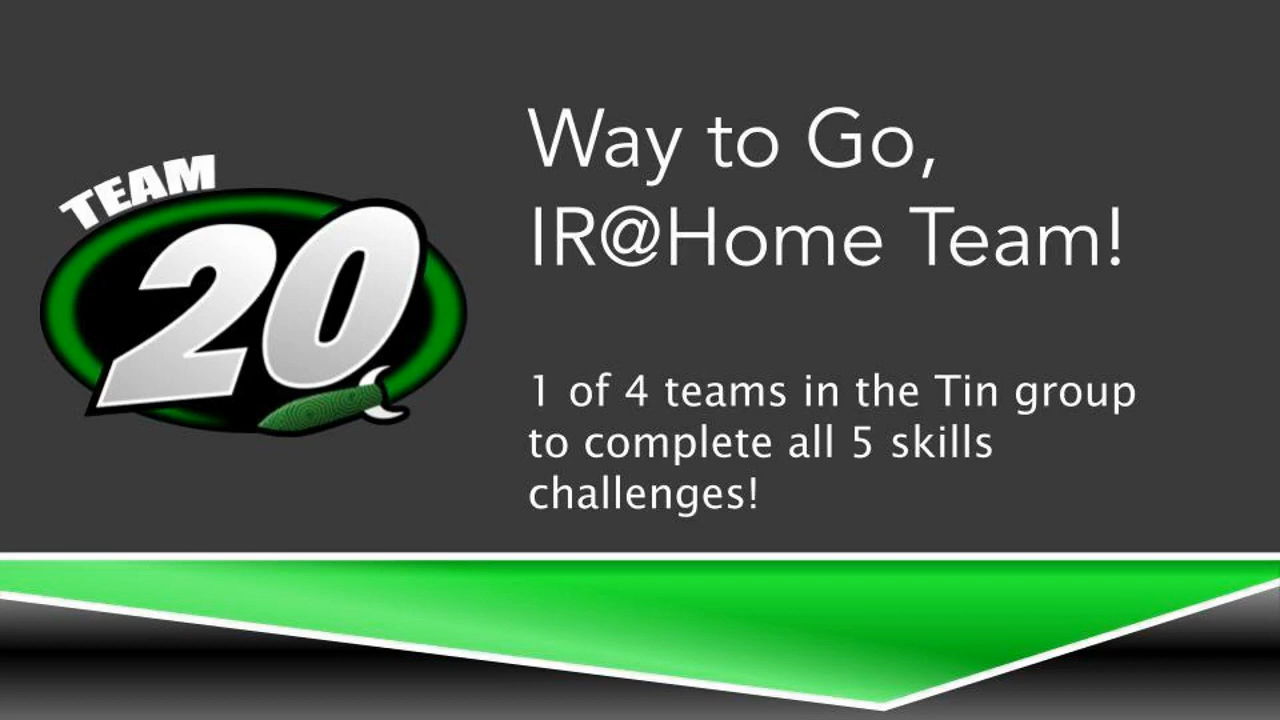 TEAM
20
Way to Go,
IR@Home Team!
1 of 4 teams in the Tin group
to complete all 5 skills
challenges!